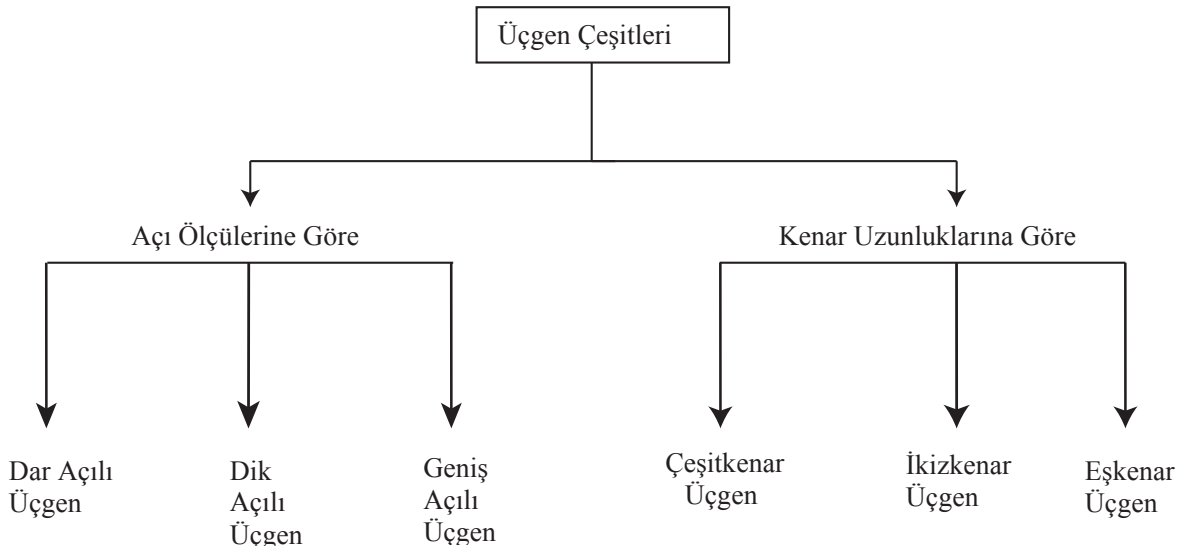 Üçgen Çeşitleri
Açı Ölçülerine Göre
Kenar Uzunluklarına Göre
Dar Açılı
Üçgen
Dik
Açılı
Üçgen
Geniş
Açılı
Üçgen
Çeşitkenar
Üçgen
İkizkenar
Üçgen
Eşkenar
Üçgen